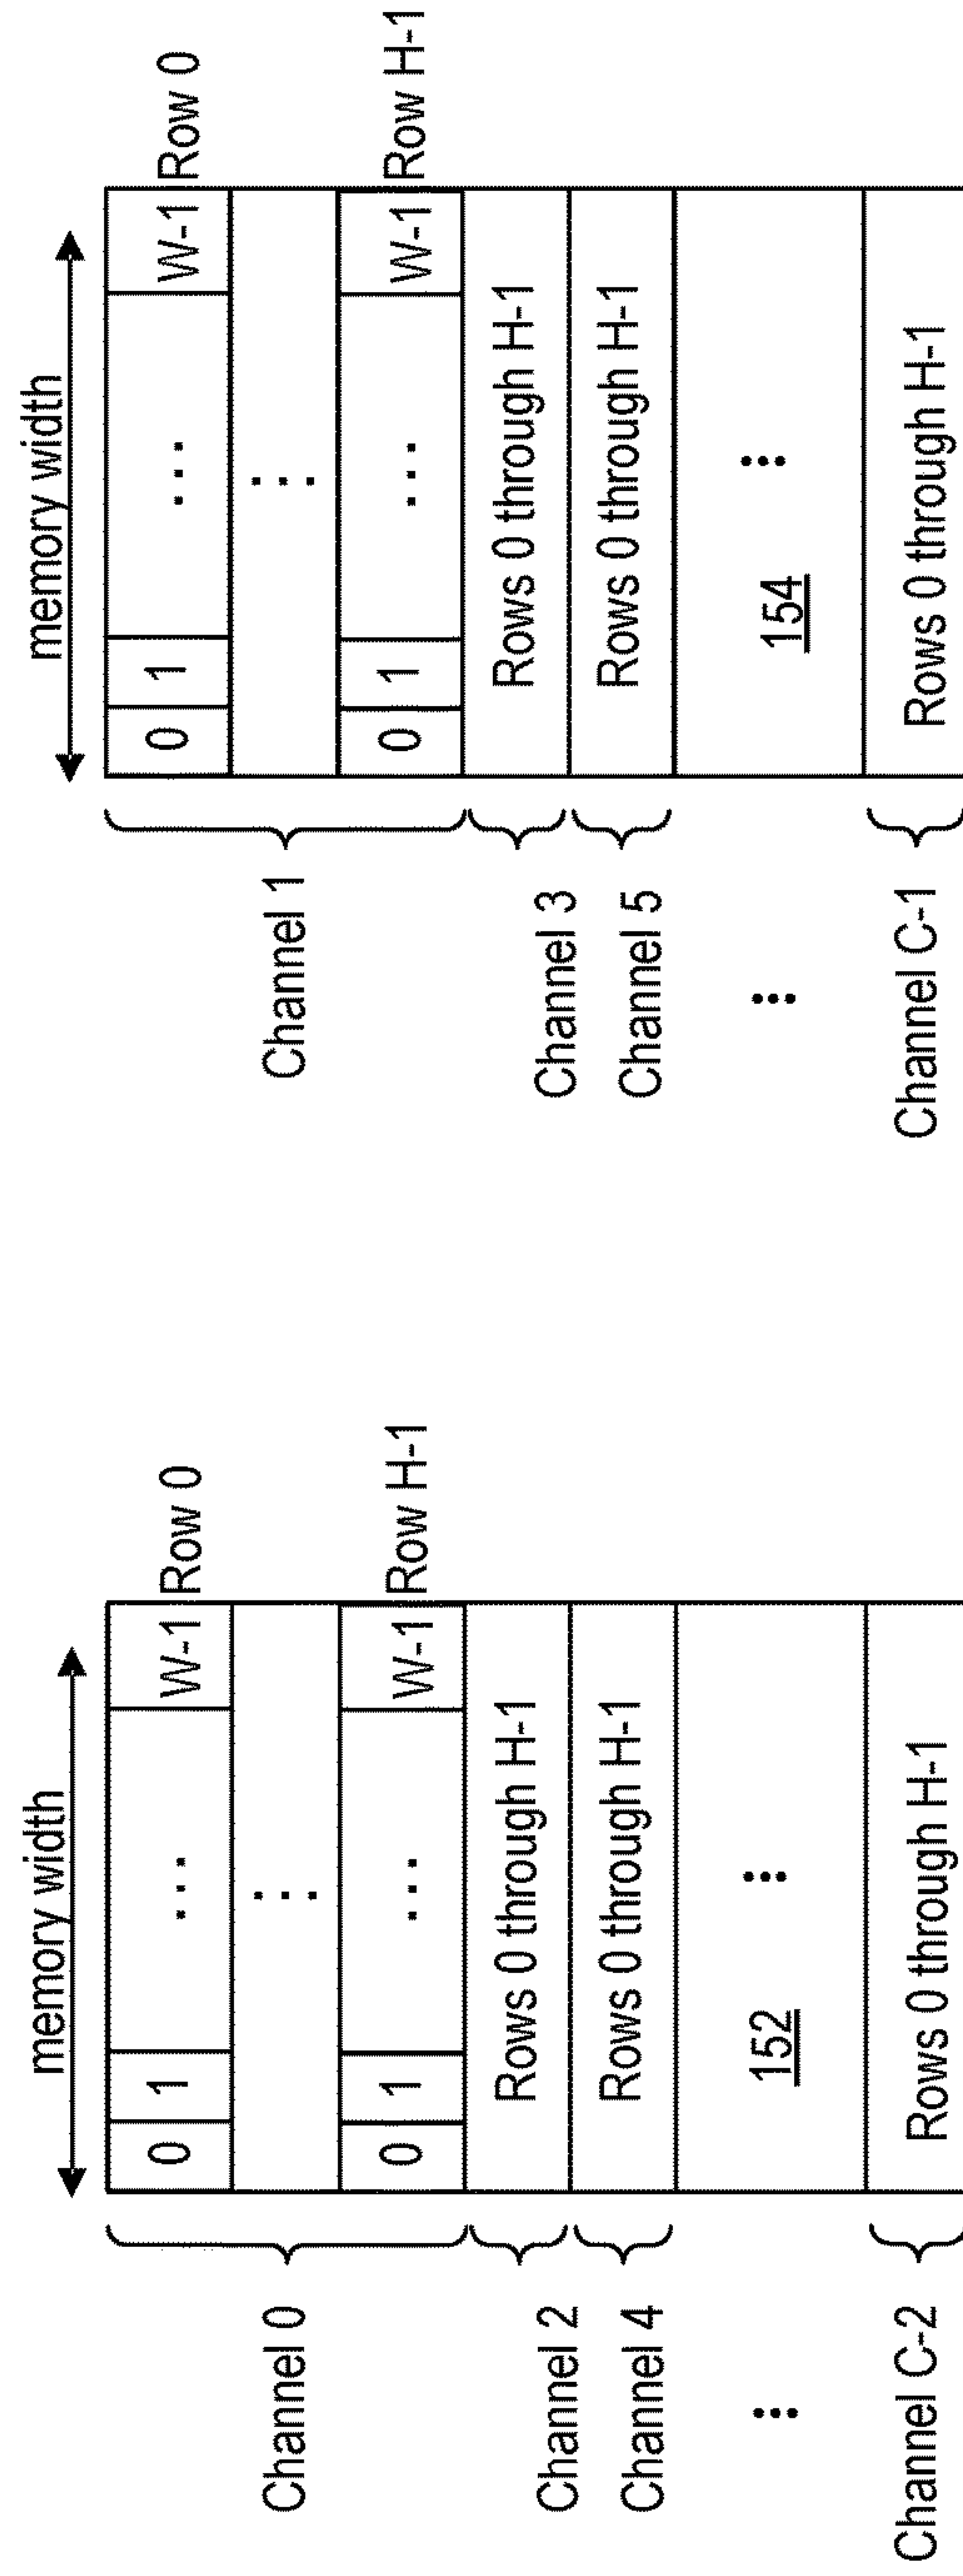 memory width
0 1 ... W-1 Row 0
⋮
Channel 0
0 1 ... W-1 Row H-1
Channel 2 Rows 0 through H-1
Channel 4 Rows 0 through H-1
⋮ 152 ⋮
Channel C-2 Rows 0 through H-1
memory width
0 1 ... W-1 Row 0
⋮
Channel 1
0 1 ... W-1 Row H-1
Channel 3 Rows 0 through H-1
Channel 5 Rows 0 through H-1
⋮ 154 ⋮
Channel C-1 Rows 0 through H-1